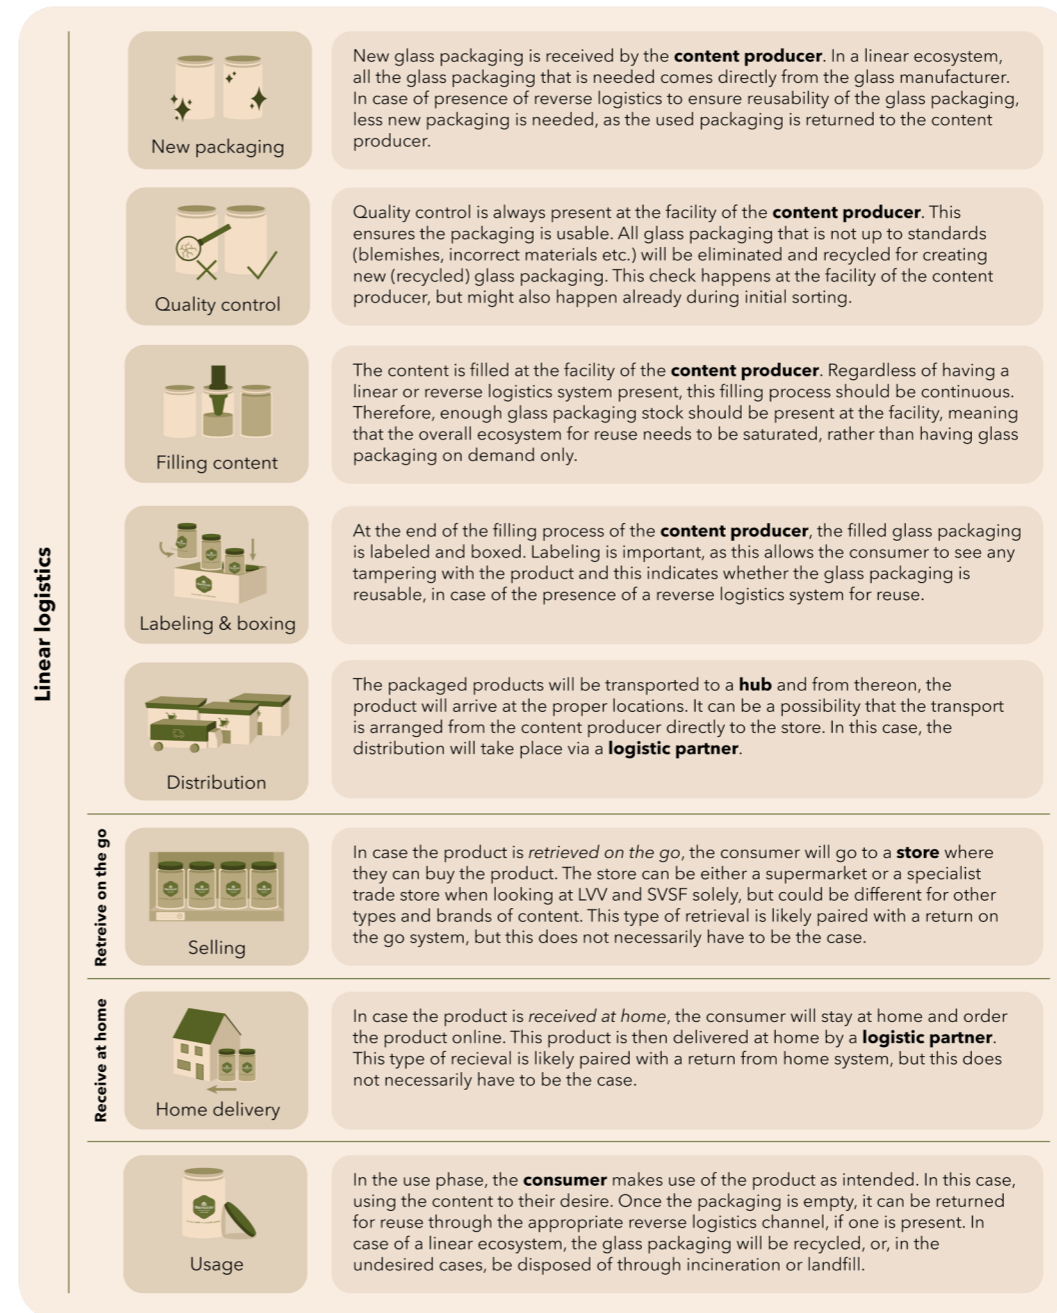 Linear logistics
New packaging
New glass packaging is received by the content producer. In a linear ecosystem,
all the glass packaging that is needed comes directly from the glass manufacturer.
In case of presence of reverse logistics to ensure reusability of the glass packaging,
less new packaging is needed, as the used packaging is returned to the content
producer.
Quality control
Quality control is always present at the facility of the content producer. This
ensures the packaging is usable. All glass packaging that is not up to standards
(blemishes, incorrect materials etc.) will be eliminated and recycled for creating
new (recycled) glass packaging. This check happens at the facility of the content
producer, but might also happen already during initial sorting.
Filling content
The content is filled at the facility of the content producer. Regardless of having a
linear or reverse logistics system present, this filling process should be continuous.
Therefore, enough glass packaging stock should be present at the facility, meaning
that the overall ecosystem for reuse needs to be saturated, rather than having glass
packaging on demand only.
Labeling & boxing
At the end of the filling process of the content producer, the filled glass packaging
is labeled and boxed. Labeling is important, as this allows the consumer to see any
tampering with the product and this indicates whether the glass packaging is
reusable, in case of the presence of a reverse logistics system for reuse.
Distribution
The packaged products will be transported to a hub and from thereon, the
product will arrive at the proper locations. It can be a possibility that the transport
is arranged from the content producer directly to the store. In this case, the
distribution will take place via a logistic partner.
Retreive on the go
Selling
In case the product is retrieved on the go, the consumer will go to a store where
they can buy the product. The store can be either a supermarket or a specialist
trade store when looking at LVV and SVSF solely, but could be different for other
types and brands of content. This type of retrieval is likely paired with a return on
the go system, but this does not necessarily have to be the case.
Receive at home
Home delivery
In case the product is received at home, the consumer will stay at home and order
the product online. This product is then delivered at home by a logistic partner.
This type of recieval is likely paired with a return from home system, but this does
not necessarily have to be the case.
Usage
In the use phase, the consumer makes use of the product as intended. In this case,
using the content to their desire. Once the packaging is empty, it can be returned
for reuse through the appropriate reverse logistics channel, if one is present. In
case of a linear ecosystem, the glass packaging will be recycled, or, in the
undesired cases, be disposed of through incineration or landfill.